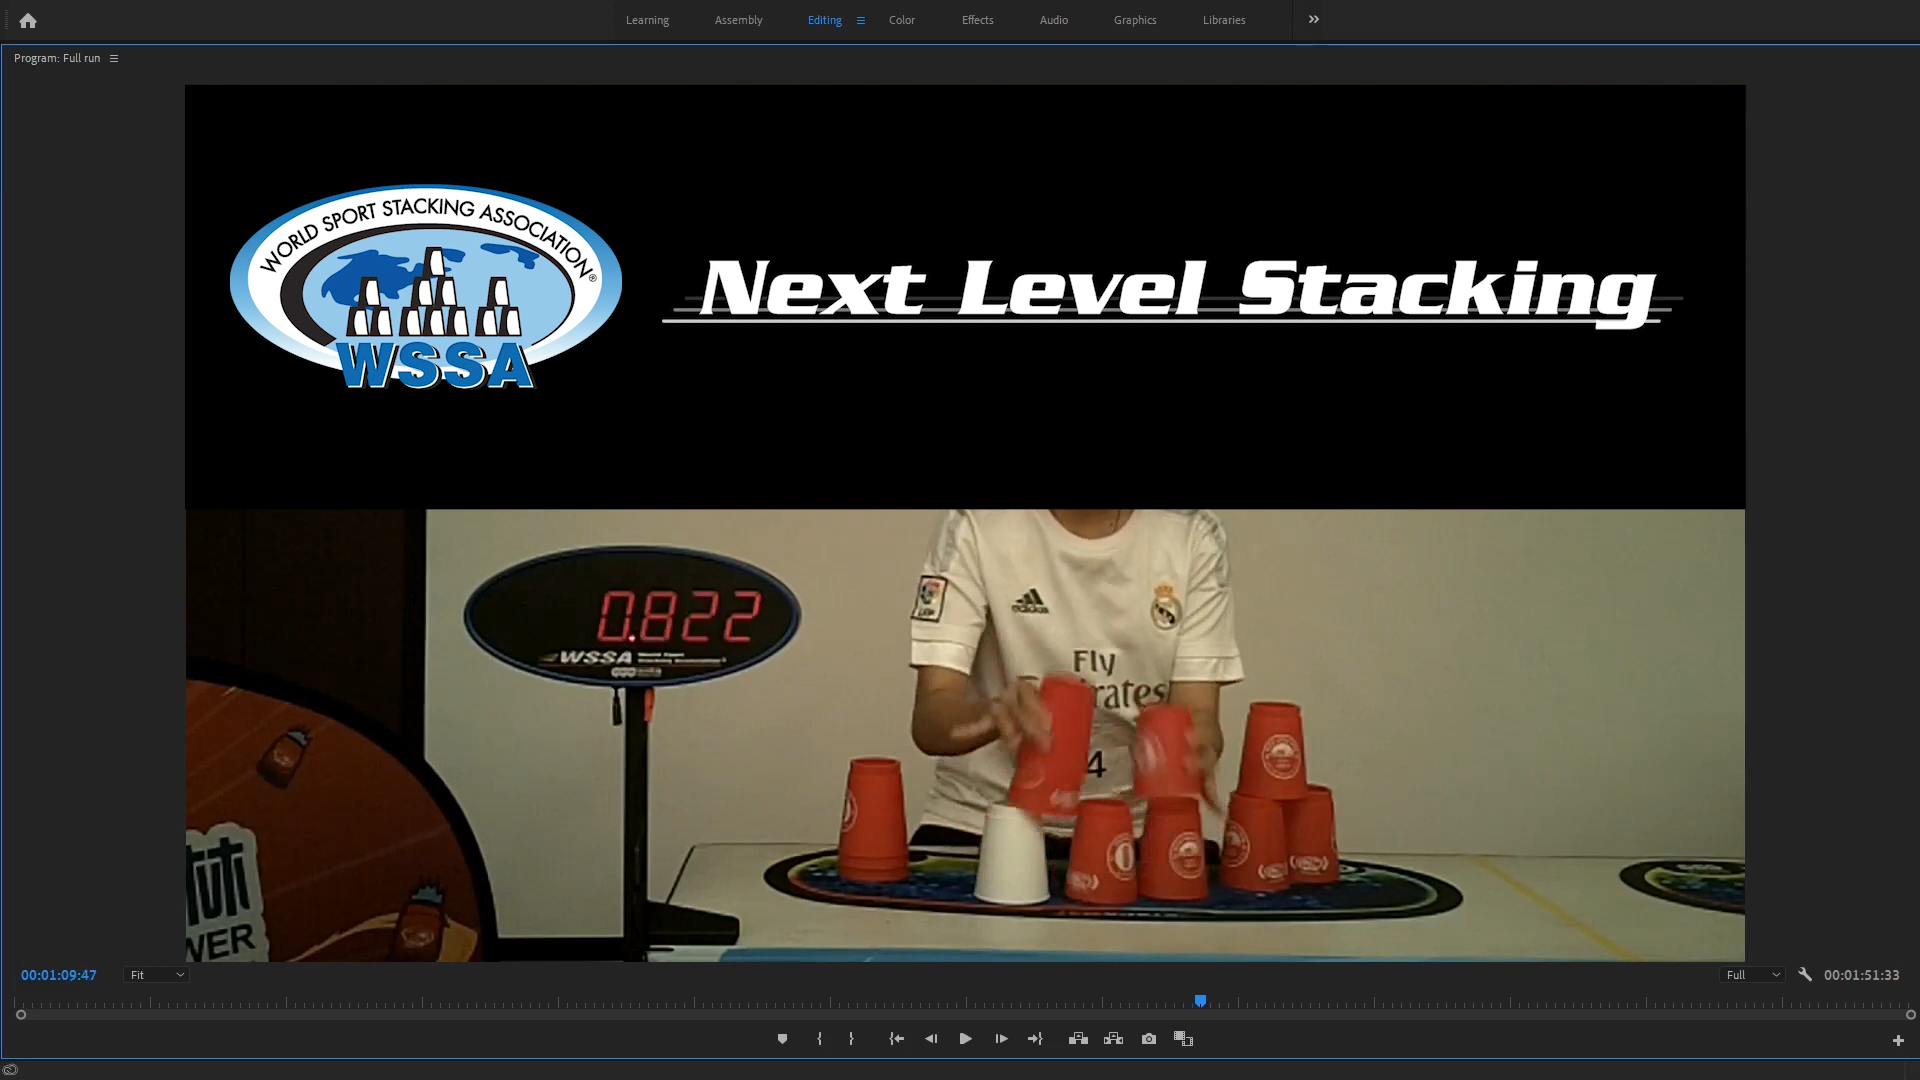 Learning Assembly Editing Color Effects Audio Graphics Libraries
Program: Full run
WORLD SPORT STACKING ASSOCIATION®
WSSA
Next Level Stacking
0.822
WSSA
adidas
Fly
4
WER
00:01:09:47 Fit Full 00:01:51:33